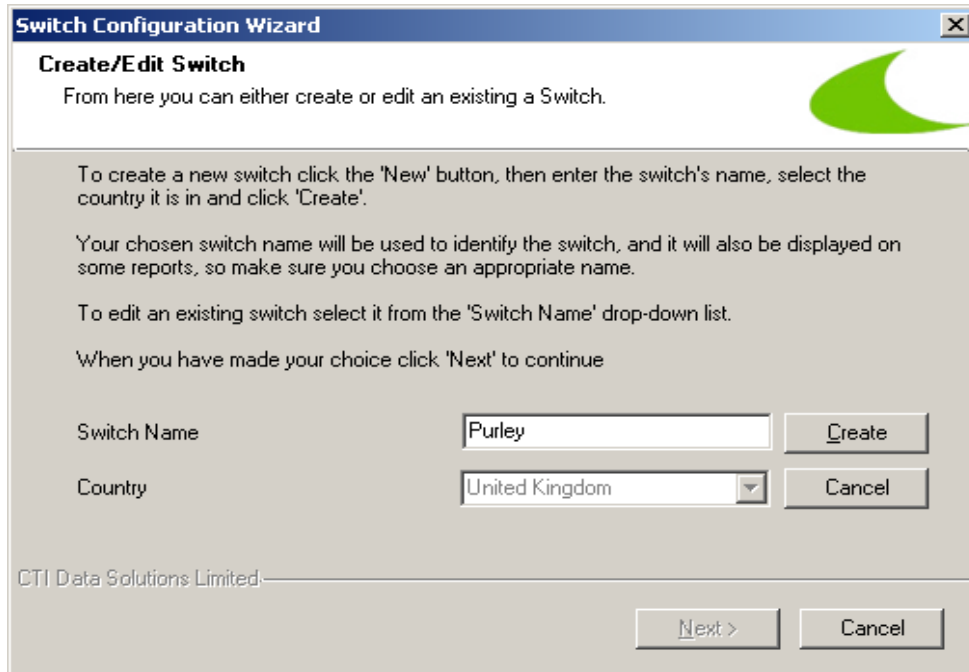 Switch Configuration Wizard
Create/Edit Switch
From here you can either create or edit an existing a Switch.
To create a new switch click the 'New' button, then enter the switch's name, select the
country it is in and click 'Create'.
Your chosen switch name will be used to identify the switch, and it will also be displayed on
some reports, so make sure you choose an appropriate name.
To edit an existing switch select it from the 'Switch Name' drop-down list.
When you have made your choice click 'Next' to continue
Switch Name Purley Create
Country United Kingdom Cancel
CTI Data Solutions Limited
Next > Cancel